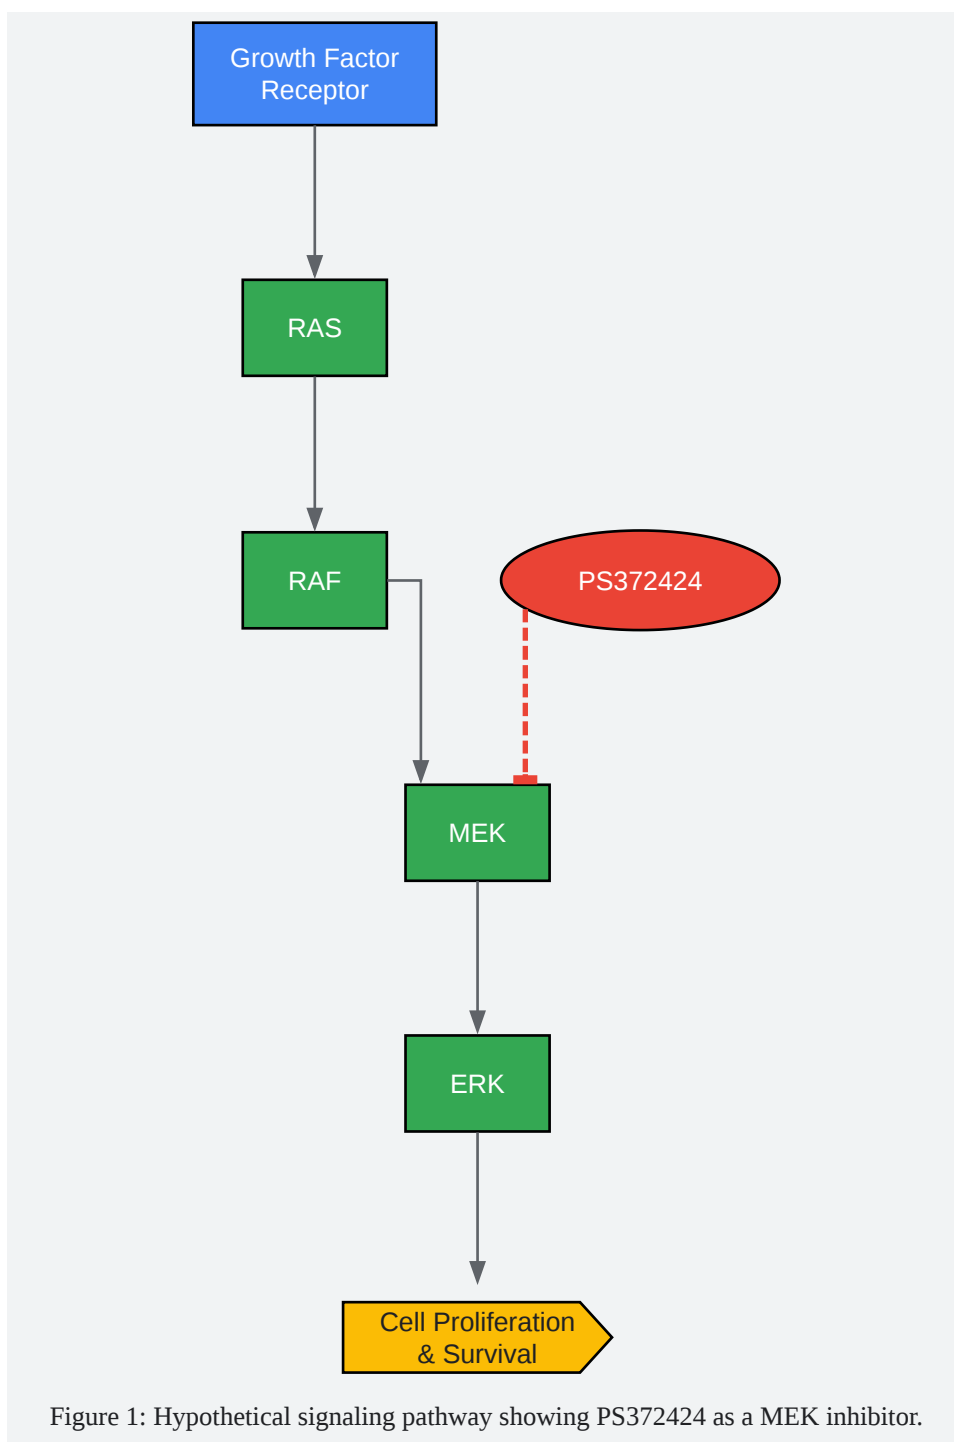 Growth Factor
Receptor
RAS
RAF
PS372424
MEK
ERK
Cell Proliferation
& Survival
Figure 1: Hypothetical signaling pathway showing PS372424 as a MEK inhibitor.